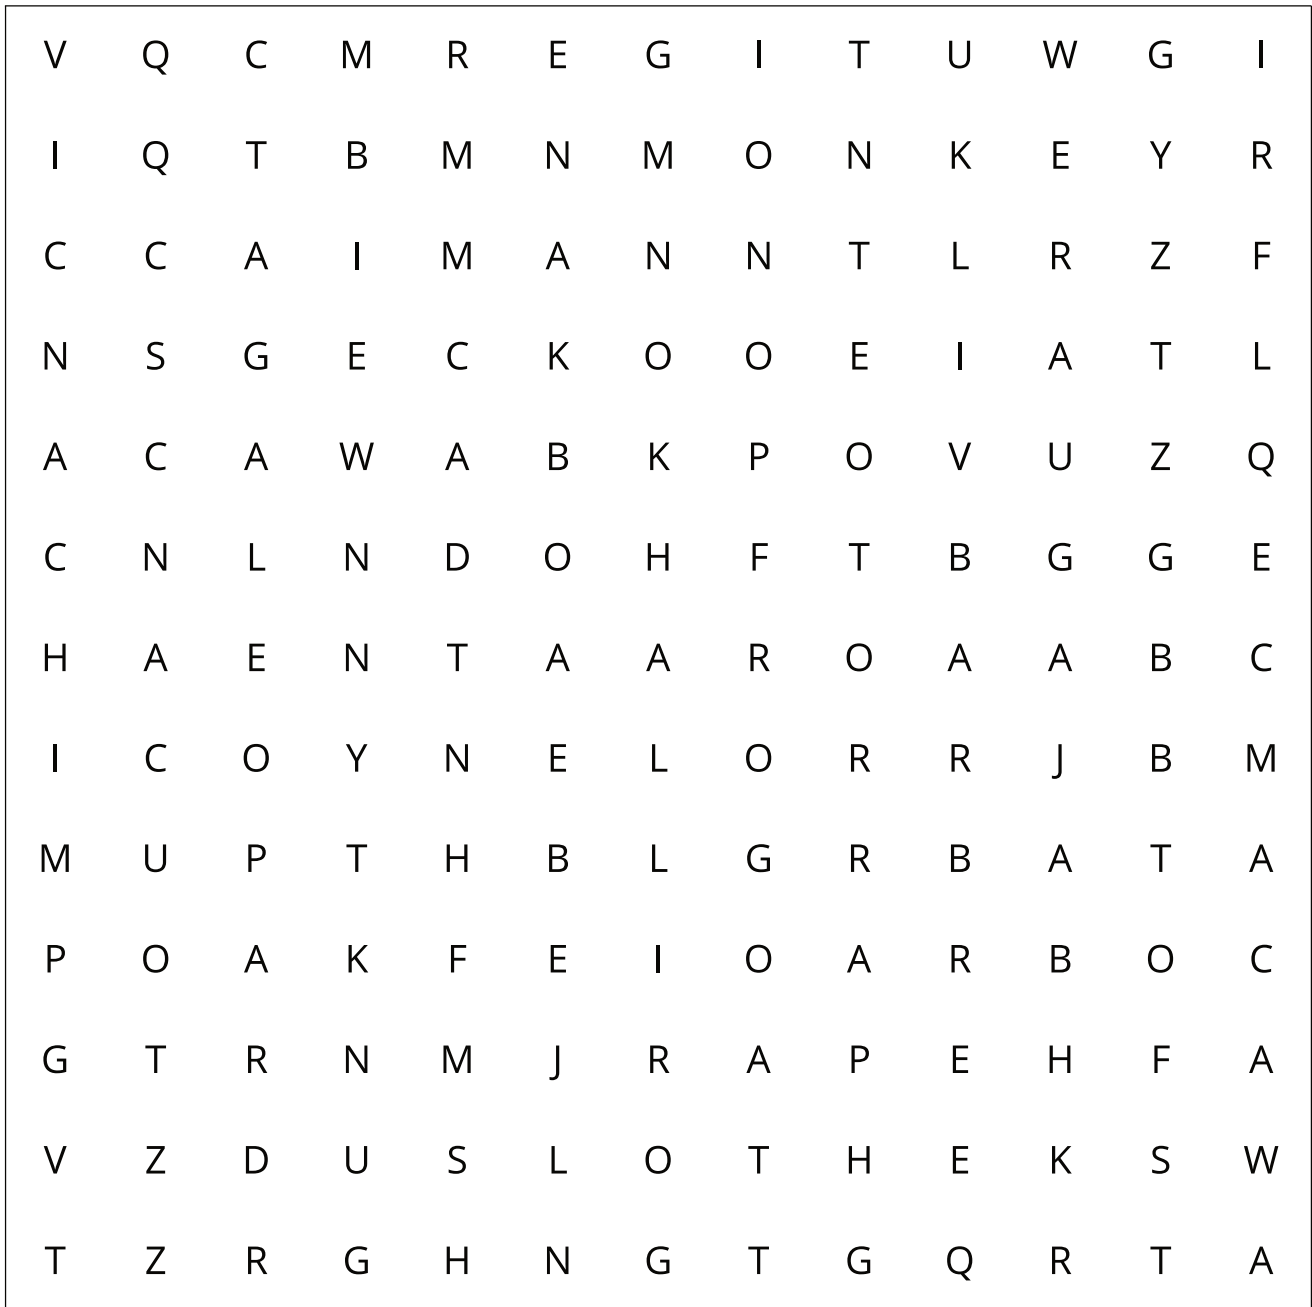 V Q C M R E G I T U W G I
I Q T B M N M O N K E Y R
C C A I M A N N T L R Z F
N S G E C K O O E I A T L
A C A W A B K P O V U Z Q
C N L N D O H F T B G G E
H A E N T A A R O A A B C
I C O Y N E L O R R J B M
M U P T H B L G R B A T A
P O A K F E I O A R B O C
G T R N M J R A P E H F A
V Z D U S L O T H E K S W
T Z R G H N G T G Q R T A